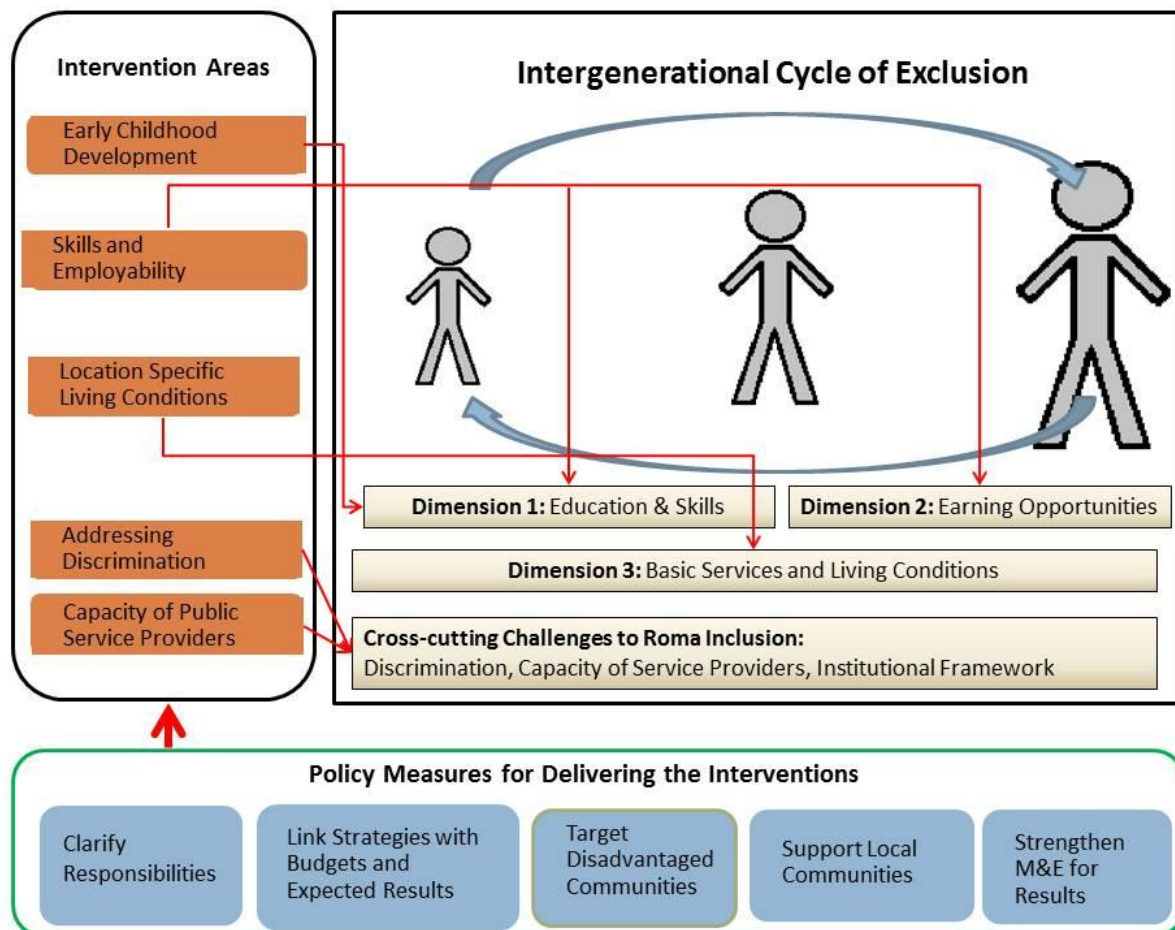 Intervention Areas
Early Childhood
Development
Skills and
Employability
Location Specific
Living Conditions
Addressing
Discrimination
Capacity of Public
Service Providers
Intergenerational Cycle of Exclusion
Dimension 1: Education & Skills
Dimension 2: Earning Opportunities
Dimension 3: Basic Services and Living Conditions
Cross-cutting Challenges to Roma Inclusion:
Discrimination, Capacity of Service Providers, Institutional Framework
Policy Measures for Delivering the Interventions
Clarify
Responsibilities
Link Strategies with
Budgets and
Expected Results
Target
Disadvantaged
Communities
Support Local
Communities
Strengthen
M&E for
Results